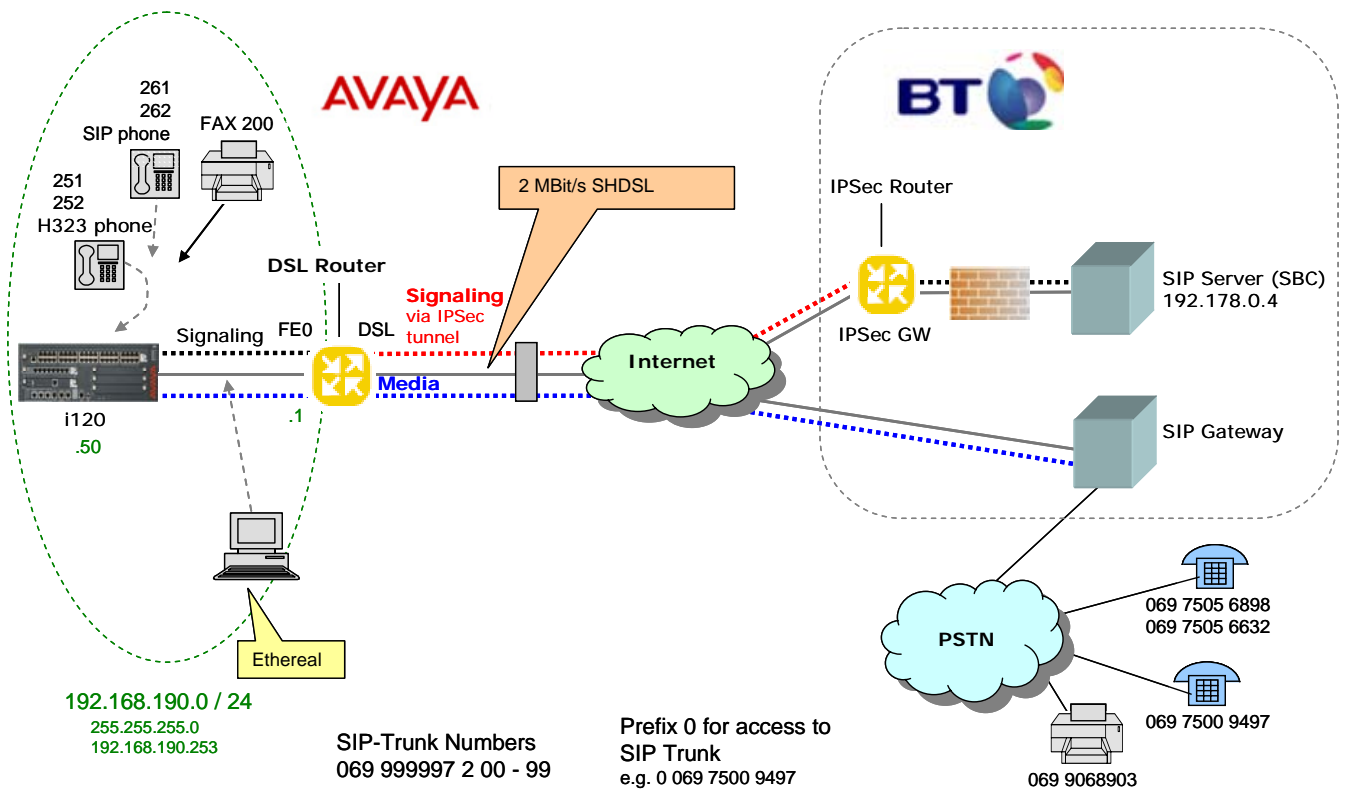 AVAYA
BT
261
262
SIP phone
FAX 200
251
252
H323 phone
2 MBit/s SHDSL
IPSec Router
DSL Router
Signaling
via IPSec
tunnel
SIP Server (SBC)
192.178.0.4
Signaling
FE0
DSL
IPSec GW
Internet
Media
i120
.50
.1
SIP Gateway
Ethereal
PSTN
069 7505 6898
069 7505 6632
069 7500 9497
069 9068903
192.168.190.0 / 24
255.255.255.0
192.168.190.253
SIP-Trunk Numbers
069 999997 2 00 - 99
Prefix 0 for access to
SIP Trunk
e.g. 0 069 7500 9497